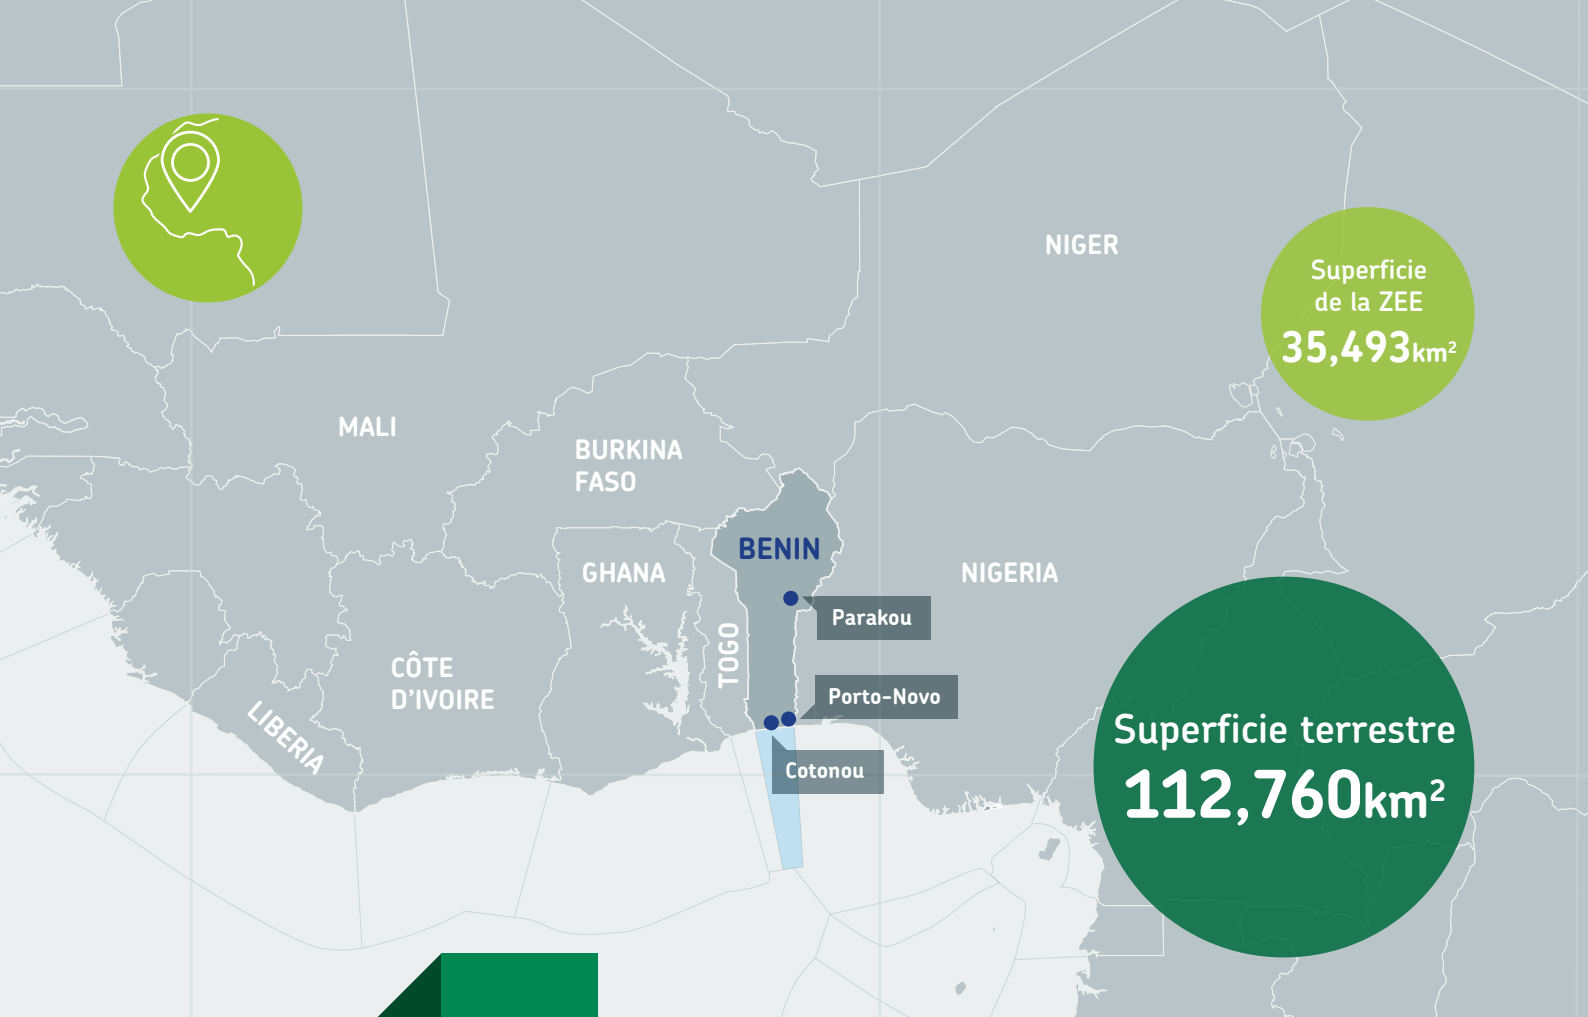 NIGER
Superficie
de la ZEE
35,493km²
MALI
BURKINA
FASO
BENIN
GHANA
NIGERIA
Parakou
TOGO
CÔTE
D'IVOIRE
Porto-Novo
LIBERIA
Cotonou
Superficie terrestre
112,760km²